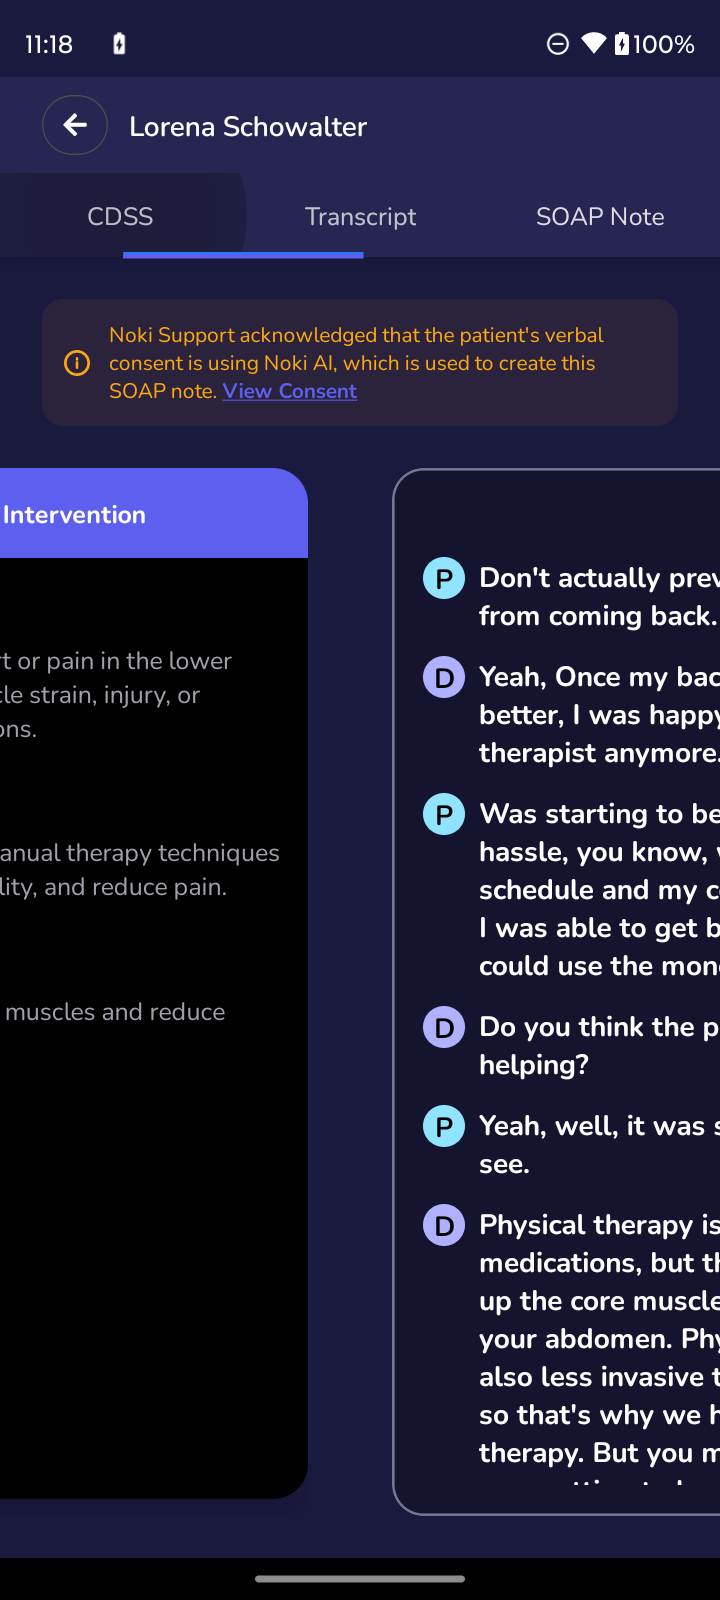 11:18
100%
Lorena Schowalter
CDSS
Transcript
SOAP Note
Noki Support acknowledged that the patient's verbal
consent is using Noki AI, which is used to create this
SOAP note. View Consent
Intervention
or pain in the lower
strain, injury, or
anual therapy techniques
and reduce pain.
muscles and reduce
P
Don't actually prev
from coming back.
D
Yeah, Once my bac
better, I was happy
therapist anymore.
P
Was starting to be
hassle, you know,
schedule and my c
I was able to get b
could use the mon
D
Do you think the p
helping?
P
Yeah, well, it was s
see.
D
Physical therapy is
medications, but th
up the core muscle
your abdomen. Phy
also less invasive t
so that's why we h
therapy. But you m